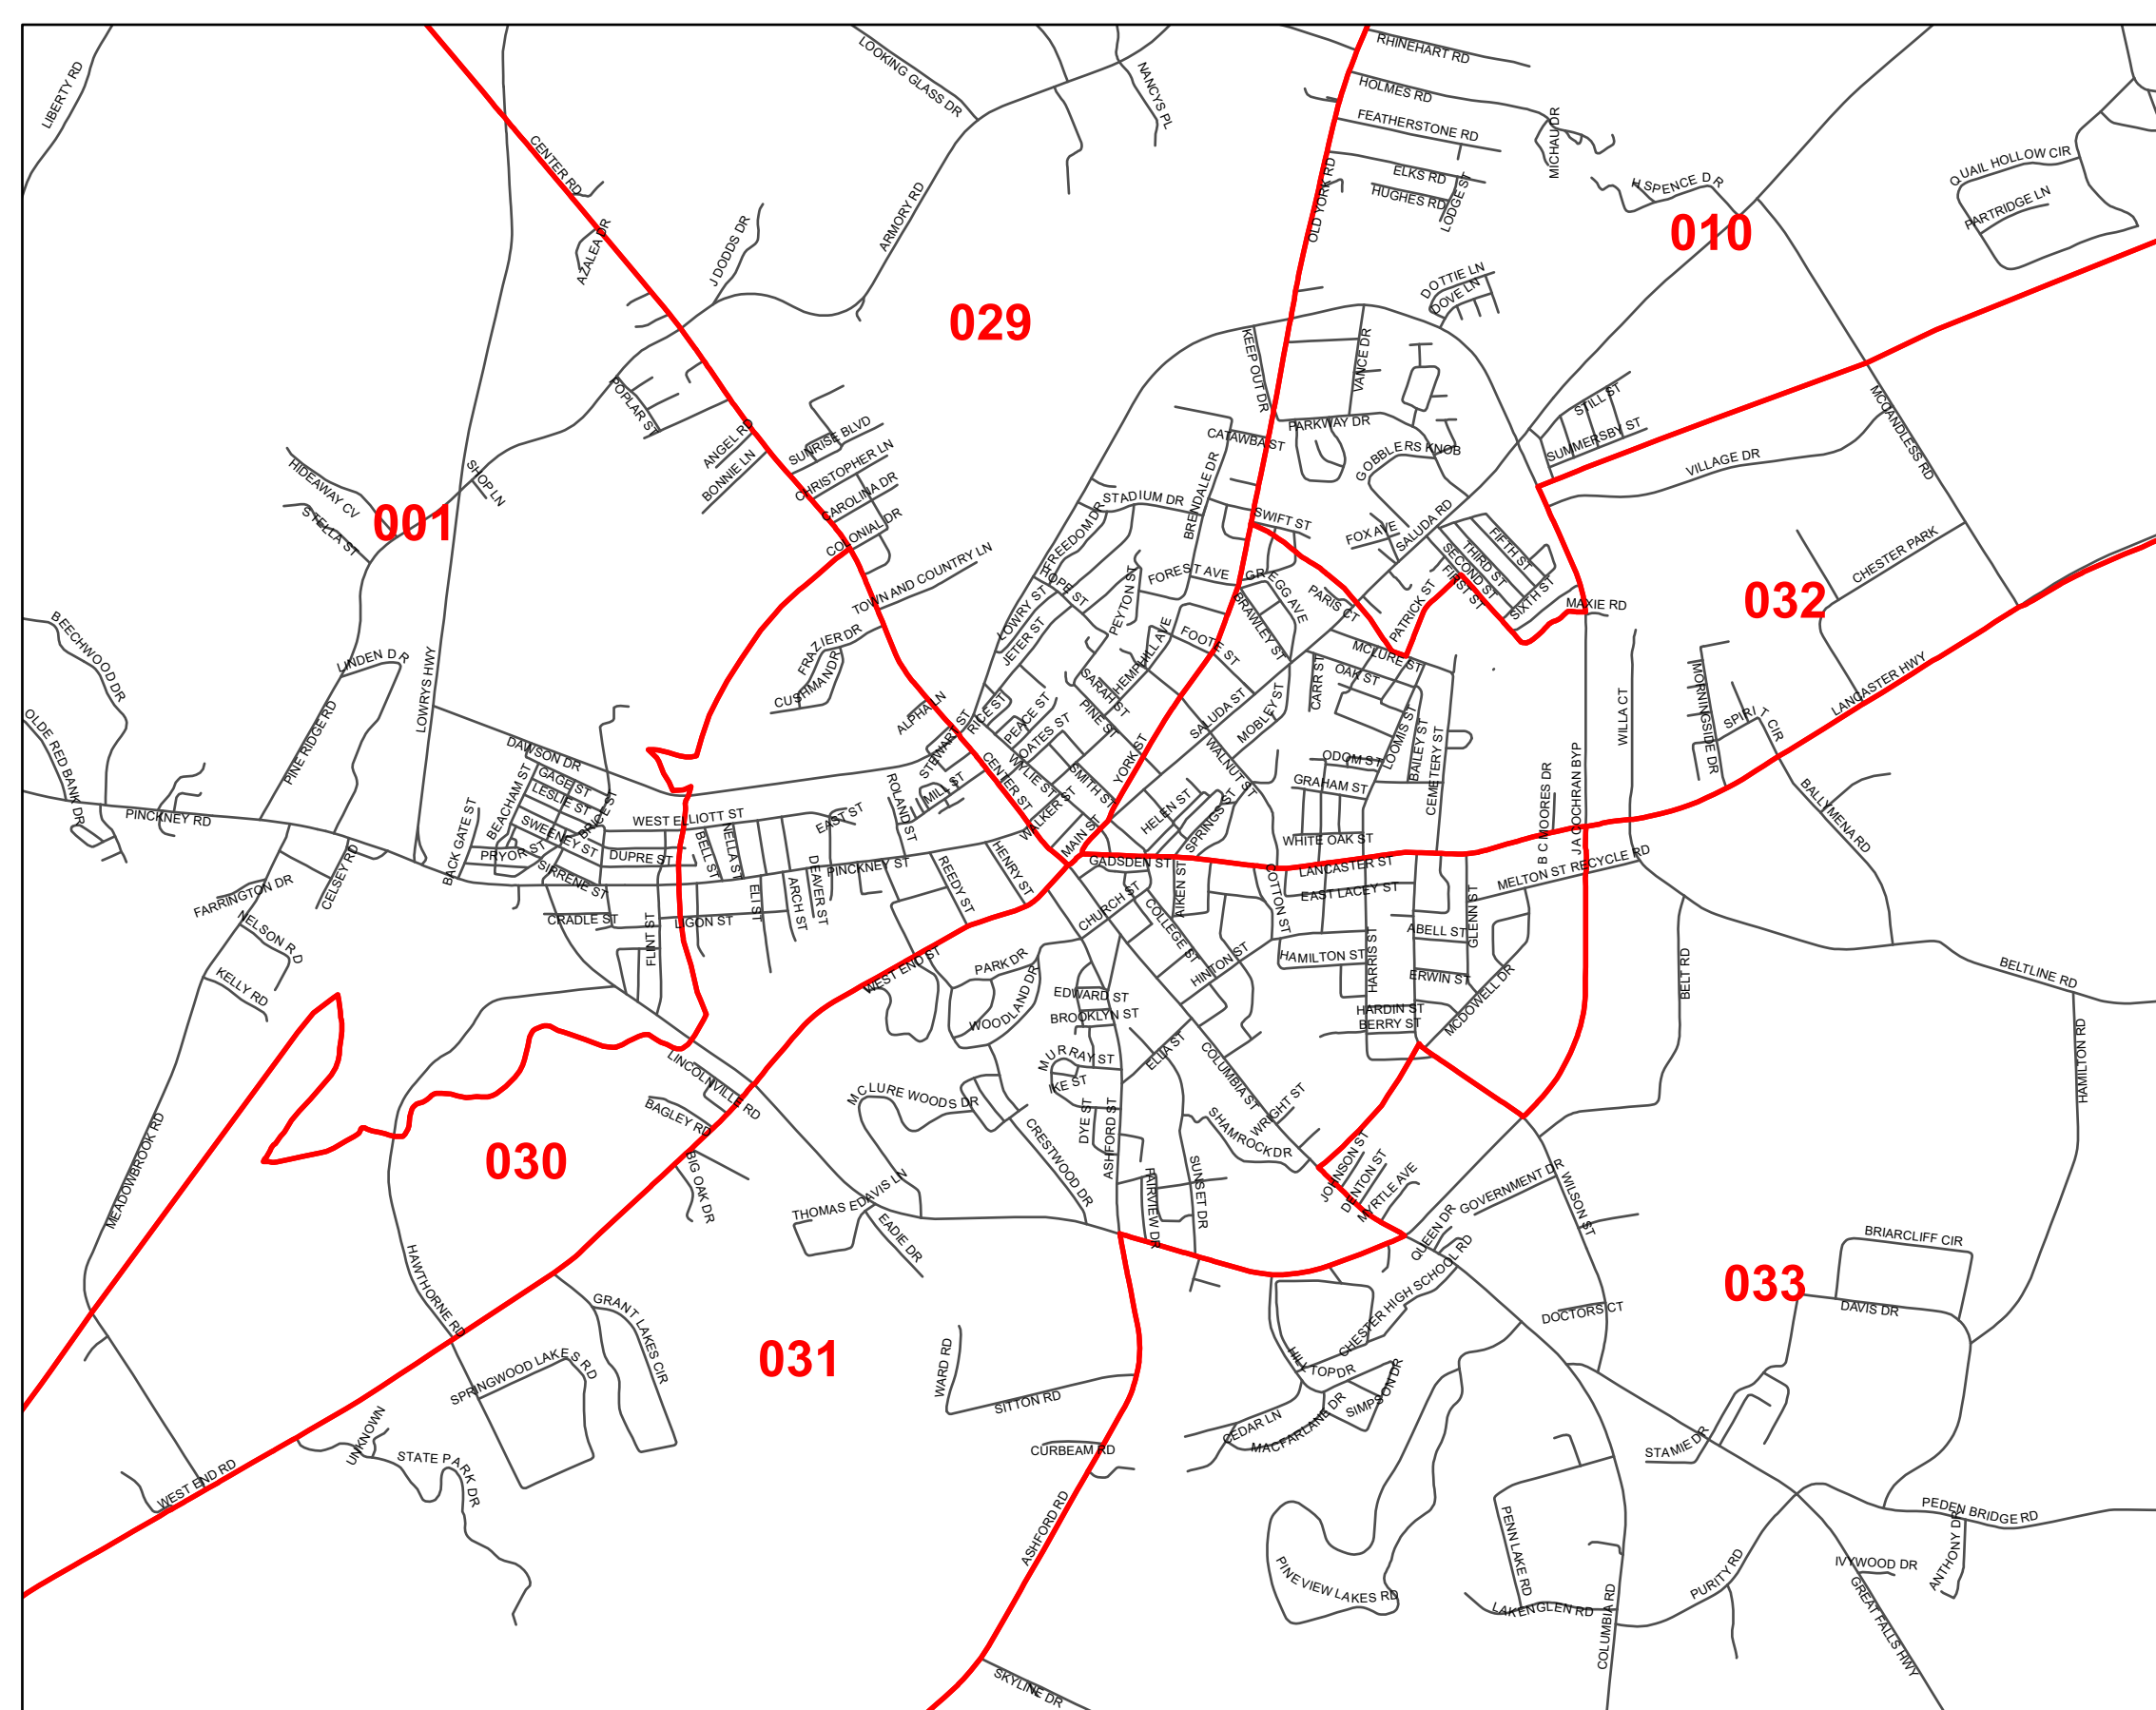 LIBERTY RD
LOOKING GLASS DR
NANCYS PL
RHINEHART RD
HOLMES RD
FEATHERSTONE RD
MICHAU DR
ELKS RD
HUGHES RD
LODGE ST
OLD YORK RD
H SPENCE DR
010
QUAIL HOLLOW CIR
PARTRIDGE LN
CENTER RD
AZALEA DR
J DODDS DR
ARMORY RD
029
DOTTIE LN
DOVE LN
KEEP OUT DR
VANCE DR
POPLAR ST
ANGEL RD
BONNIE LN
SUNRISE BLVD
CHRISTOPHER LN
CAROLINA DR
COLONIAL DR
CATAWBA ST
PARKWAY DR
GOBBLERS KNOB
STILL ST
SUMMERSBY ST
MCCANDLESS RD
VILLAGE DR
HIDEAWAY CV
STELLA ST
001
SHOP LN
STADIUM DR
BRENDALE DR
FREEDOM DR
SWIFT ST
FOX AVE
SALUDA RD
FIFTH ST
THIRD ST
SECOND ST
FIRST ST
SIXTH ST
MAXIE RD
CHESTER PARK
032
TOWN AND COUNTRY LN
HOPE ST
LOWRY ST
JETER ST
PEYTON ST
FOREST AVE
GREGG AVE
BRAWLEY ST
PARIS CT
PATRICK ST
BEECHWOOD DR
LINDEN DR
LOWRYS HWY
FRAZIER DR
CUSHMAN DR
HEMPHILL AVE
FOOTE ST
MCLURE ST
OAK ST
CARR ST
SARAH ST
PINE ST
OLDE RED BANK DR
PINE RIDGE RD
ALPHA LN
STEWART ST
RICE ST
PEACE ST
OATES ST
WYLIE ST
SMITH ST
YORK ST
SALUDA ST
MOBLEY ST
WALNUT ST
LOOMIS ST
BAILEY ST
CEMETERY ST
WILLA CT
MORNINGSIDE DR
SPIRIT CIR
LANCASTER HWY
DAWSON DR
GAGE ST
LESLIE ST
SWEENEY ST
BRICE ST
BEACHAM ST
BACK GATE ST
PRYOR ST
SIRRENE ST
DUPRE ST
WEST ELLIOTT ST
BELL ST
NELLA ST
EAST ST
ROLAND ST
MILL ST
CENTER ST
WALKER ST
MAIN ST
HELEN ST
SPRINGS ST
ODOM ST
GRAHAM ST
WHITE OAK ST
B C MOORES DR
JA COCHRAN BYP
BALLYMENA RD
PINCKNEY RD
PINCKNEY ST
ELI ST
ARCH ST
DEAVER ST
REEDY ST
HENRY ST
GADSDEN ST
LANCASTER ST
EAST LACEY ST
MELTON ST RECYCLE RD
FARRINGTON DR
CELSEY RD
NELSON RD
KELLY RD
CRADLE ST
FLINT ST
LIGON ST
CHURCH ST
AIKEN ST
COLLEGE ST
COTTON ST
HINTON ST
HAMILTON ST
HARRIS ST
ABELL ST
GLENN ST
ERWIN ST
MCDOWELL DR
HARDIN ST
BERRY ST
BELT RD
BELTLINE RD
HAMILTON RD
WEST END ST
PARK DR
WOODLAND DR
EDWARD ST
BROOKLYN ST
MURRAY ST
IKE ST
DYE ST
ASHFORD ST
ELLA ST
COLUMBIA ST
WRIGHT ST
SHAMROCK DR
LINCOLNVILLE RD
BAGLEY RD
BIG OAK DR
MCLURE WOODS DR
CRESTWOOD DR
THOMAS EDAVIS LN
EADIE DR
FAIRVIEW DR
SUNSET DR
JOHNSON ST
DENTON ST
MYRTLE AVE
QUEEN DR
GOVERNMENT DR
WILSON ST
MEADOWBROOK RD
030
HAWTHORNE RD
GRANT LAKES CIR
SPRINGWOOD LAKES RD
031
WARD RD
SITTON RD
CURBEAM RD
CHESTER HIGH SCHOOL RD
HILLTOP DR
SIMPSON DR
MACFARLANE DR
CEDAR LN
DOCTORS CT
033
BRIARCLIFF CIR
DAVIS DR
STAMIE DR
WEST END RD
UNKNOWN
STATE PARK DR
ASHFORD RD
SKYLINE DR
PINEVIEW LAKES RD
PENN LAKE RD
LAKENGLEN RD
COLUMBIA RD
PURITY RD
PEDEN BRIDGE RD
ANTHONY DR
IVYWOOD DR
GREAT FALLS HWY